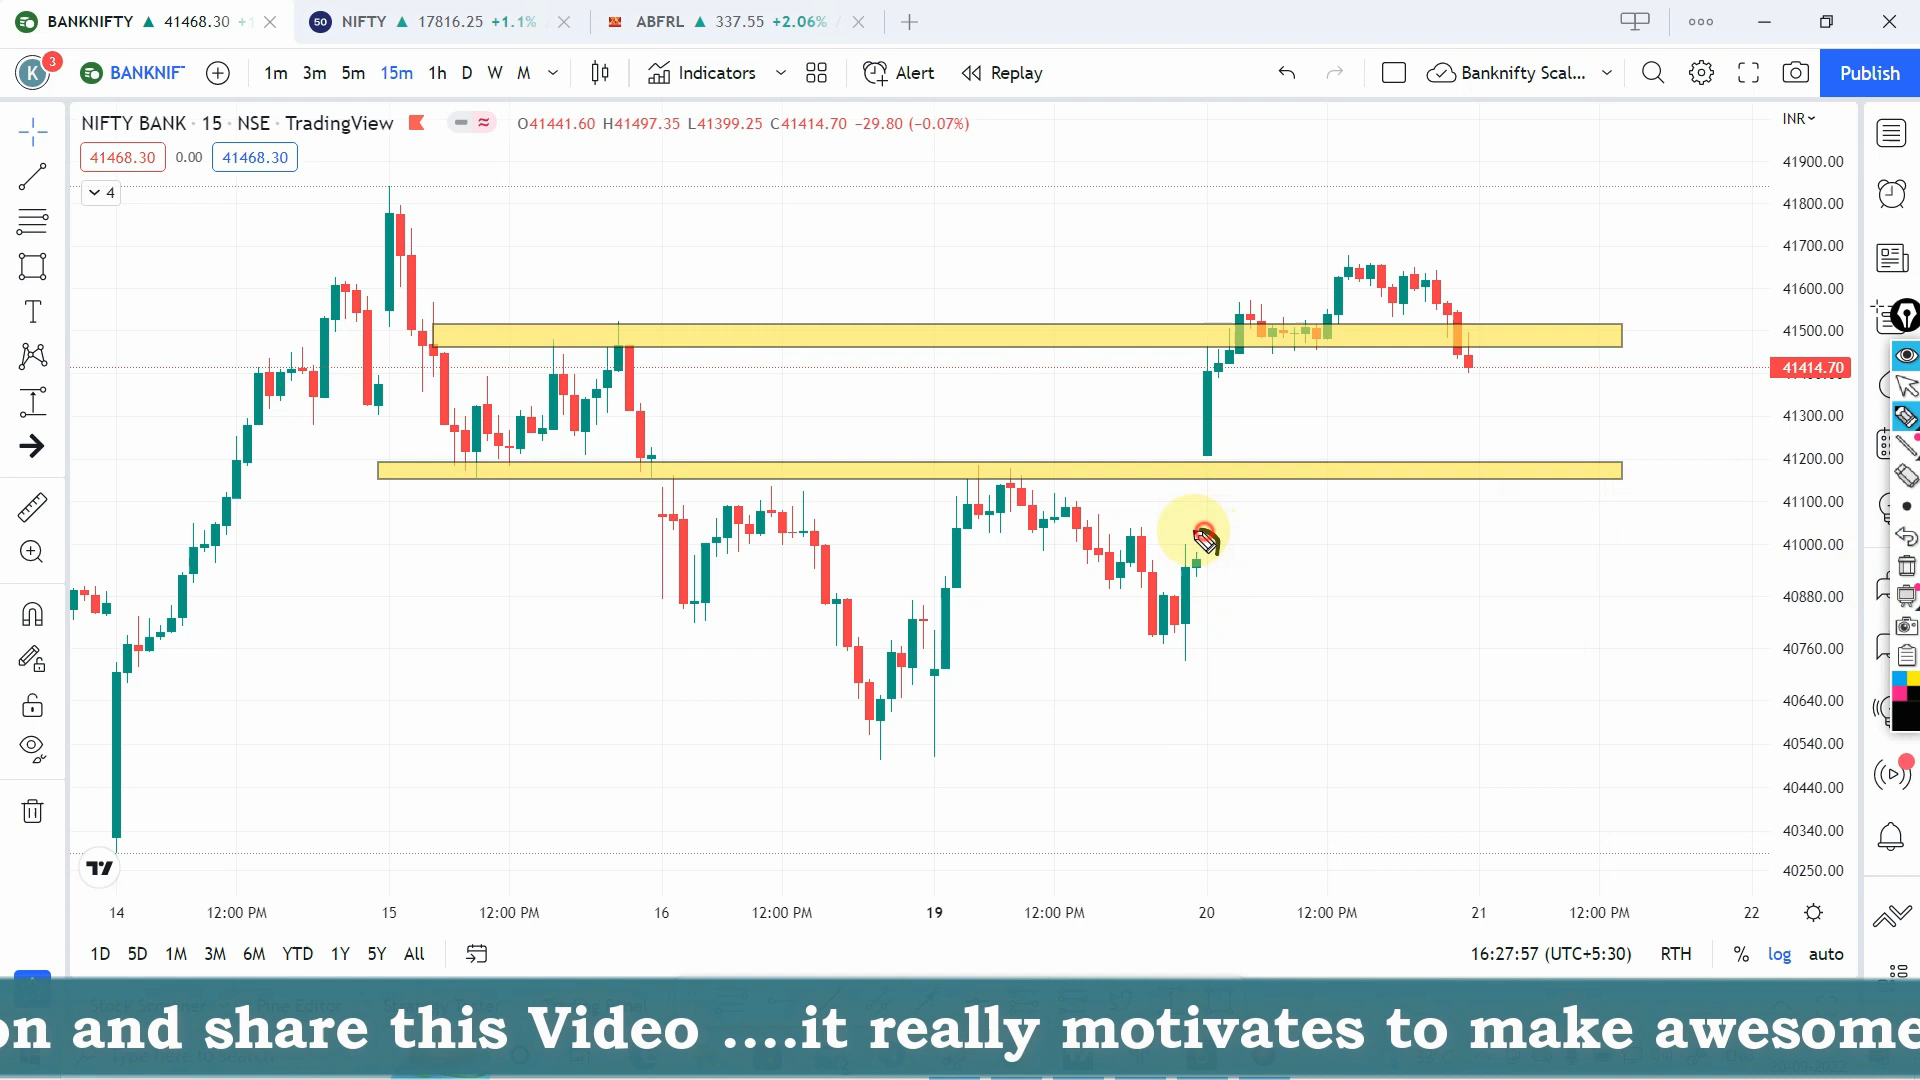 BANKNIFTY ▲ 41468.30 +1
50 NIFTY ▲ 17816.25 +1.1%
ABFRL ▲ 337.55 +2.06%
K 3 BANKNIF 1m 3m 5m 15m 1h D W M Indicators Alert Replay Banknifty Scal... Publish
NIFTY BANK · 15 · NSE · TradingView O41441.60 H41497.35 L41399.25 C41414.70 −29.80 (−0.07%)
41468.30 0.00 41468.30
4
INR
41900.00
41800.00
41700.00
41600.00
41500.00
41414.70
41300.00
41200.00
41100.00
41000.00
40880.00
40760.00
40640.00
40540.00
40440.00
40340.00
40250.00
14 12:00 PM 15 12:00 PM 16 12:00 PM 19 12:00 PM 20 12:00 PM 21 12:00 PM 22
1D 5D 1M 3M 6M YTD 1Y 5Y All 16:27:57 (UTC+5:30) RTH % log auto
on and share this Video ....it really motivates to make awesome